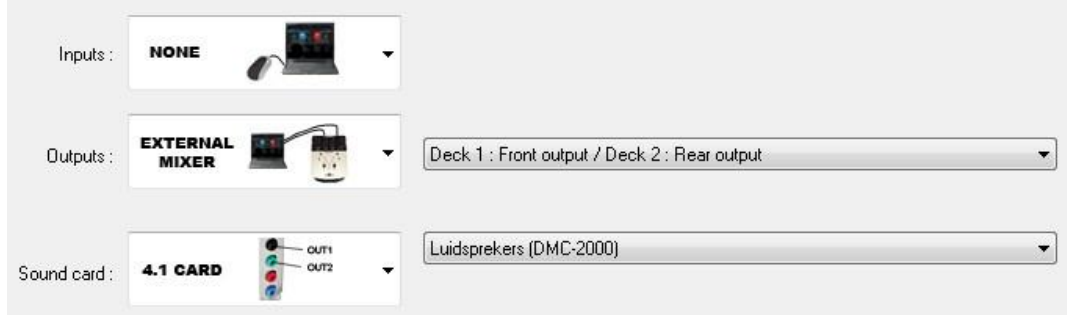 Inputs :
NONE
Outputs :
EXTERNAL
MIXER
Deck 1 : Front output / Deck 2 : Rear output
Sound card :
4.1 CARD
OUT1
OUT2
Luidsprekers (DMC-2000)